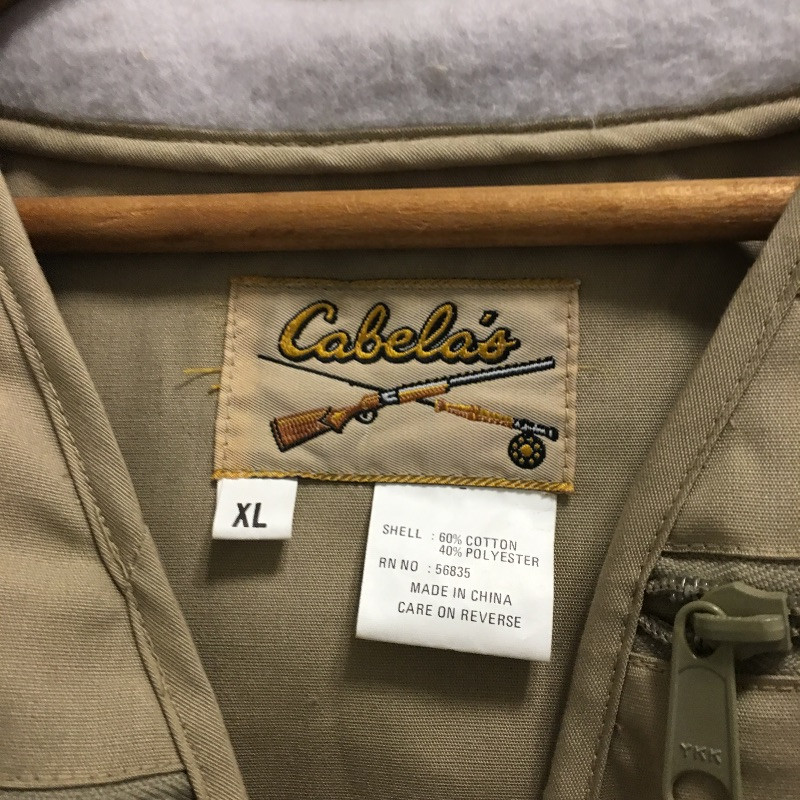 Cabela's
XL
SHELL : 60% COTTON
40% POLYESTER
RN NO : 56835
MADE IN CHINA
CARE ON REVERSE
YKK